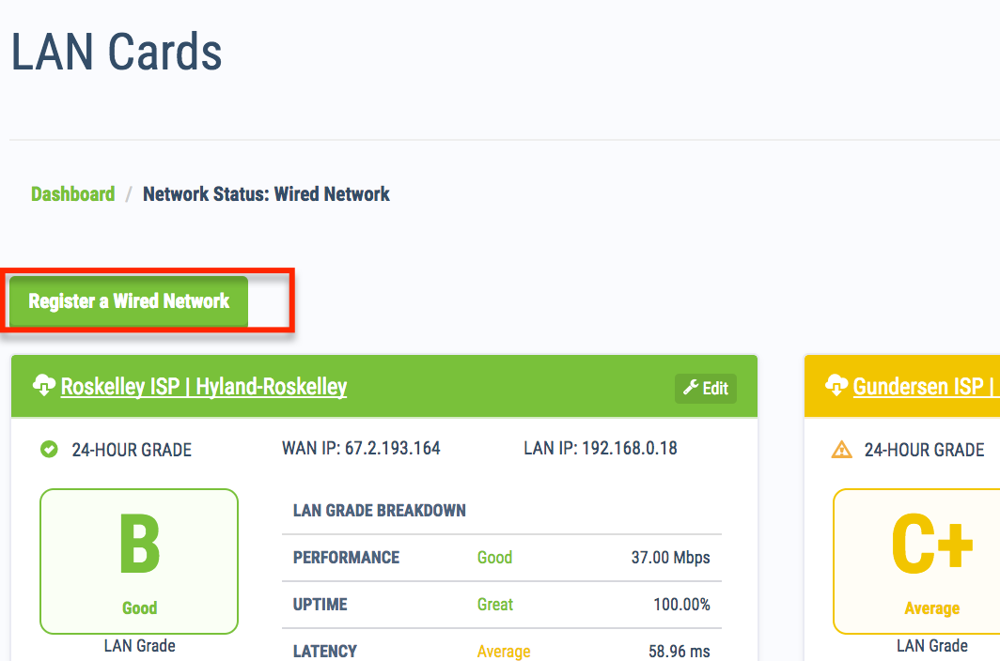 LAN Cards
Dashboard / Network Status: Wired Network
Register a Wired Network
Roskelley ISP | Hyland-Roskelley
Edit
24-HOUR GRADE
WAN IP: 67.2.193.164
LAN IP: 192.168.0.18
B
Good
LAN Grade
LAN GRADE BREAKDOWN
PERFORMANCE Good 37.00 Mbps
UPTIME Great 100.00%
LATENCY Average 58.96 ms
Gundersen ISP |
24-HOUR GRADE
C+
Average
LAN Grade